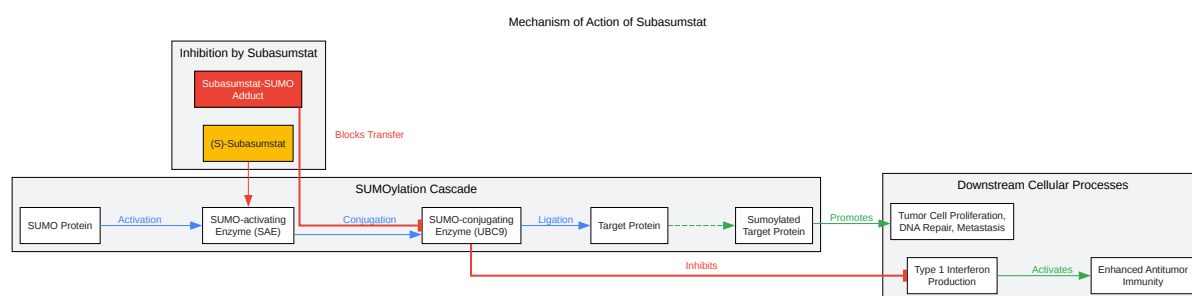 Mechanism of Action of Subasumstat
Inhibition by Subasumstat
Subasumstat-SUMO
Adduct
Blocks Transfer
(S)-Subasumstat
SUMOylation Cascade
SUMO Protein
Activation
SUMO-activating
Enzyme (SAE)
Conjugation
SUMO-conjugating
Enzyme (UBC9)
Ligation
Target Protein
Sumoylated
Target Protein
Promotes
Downstream Cellular Processes
Tumor Cell Proliferation,
DNA Repair, Metastasis
Inhibits
Type 1 Interferon
Production
Activates
Enhanced Antitumor
Immunity